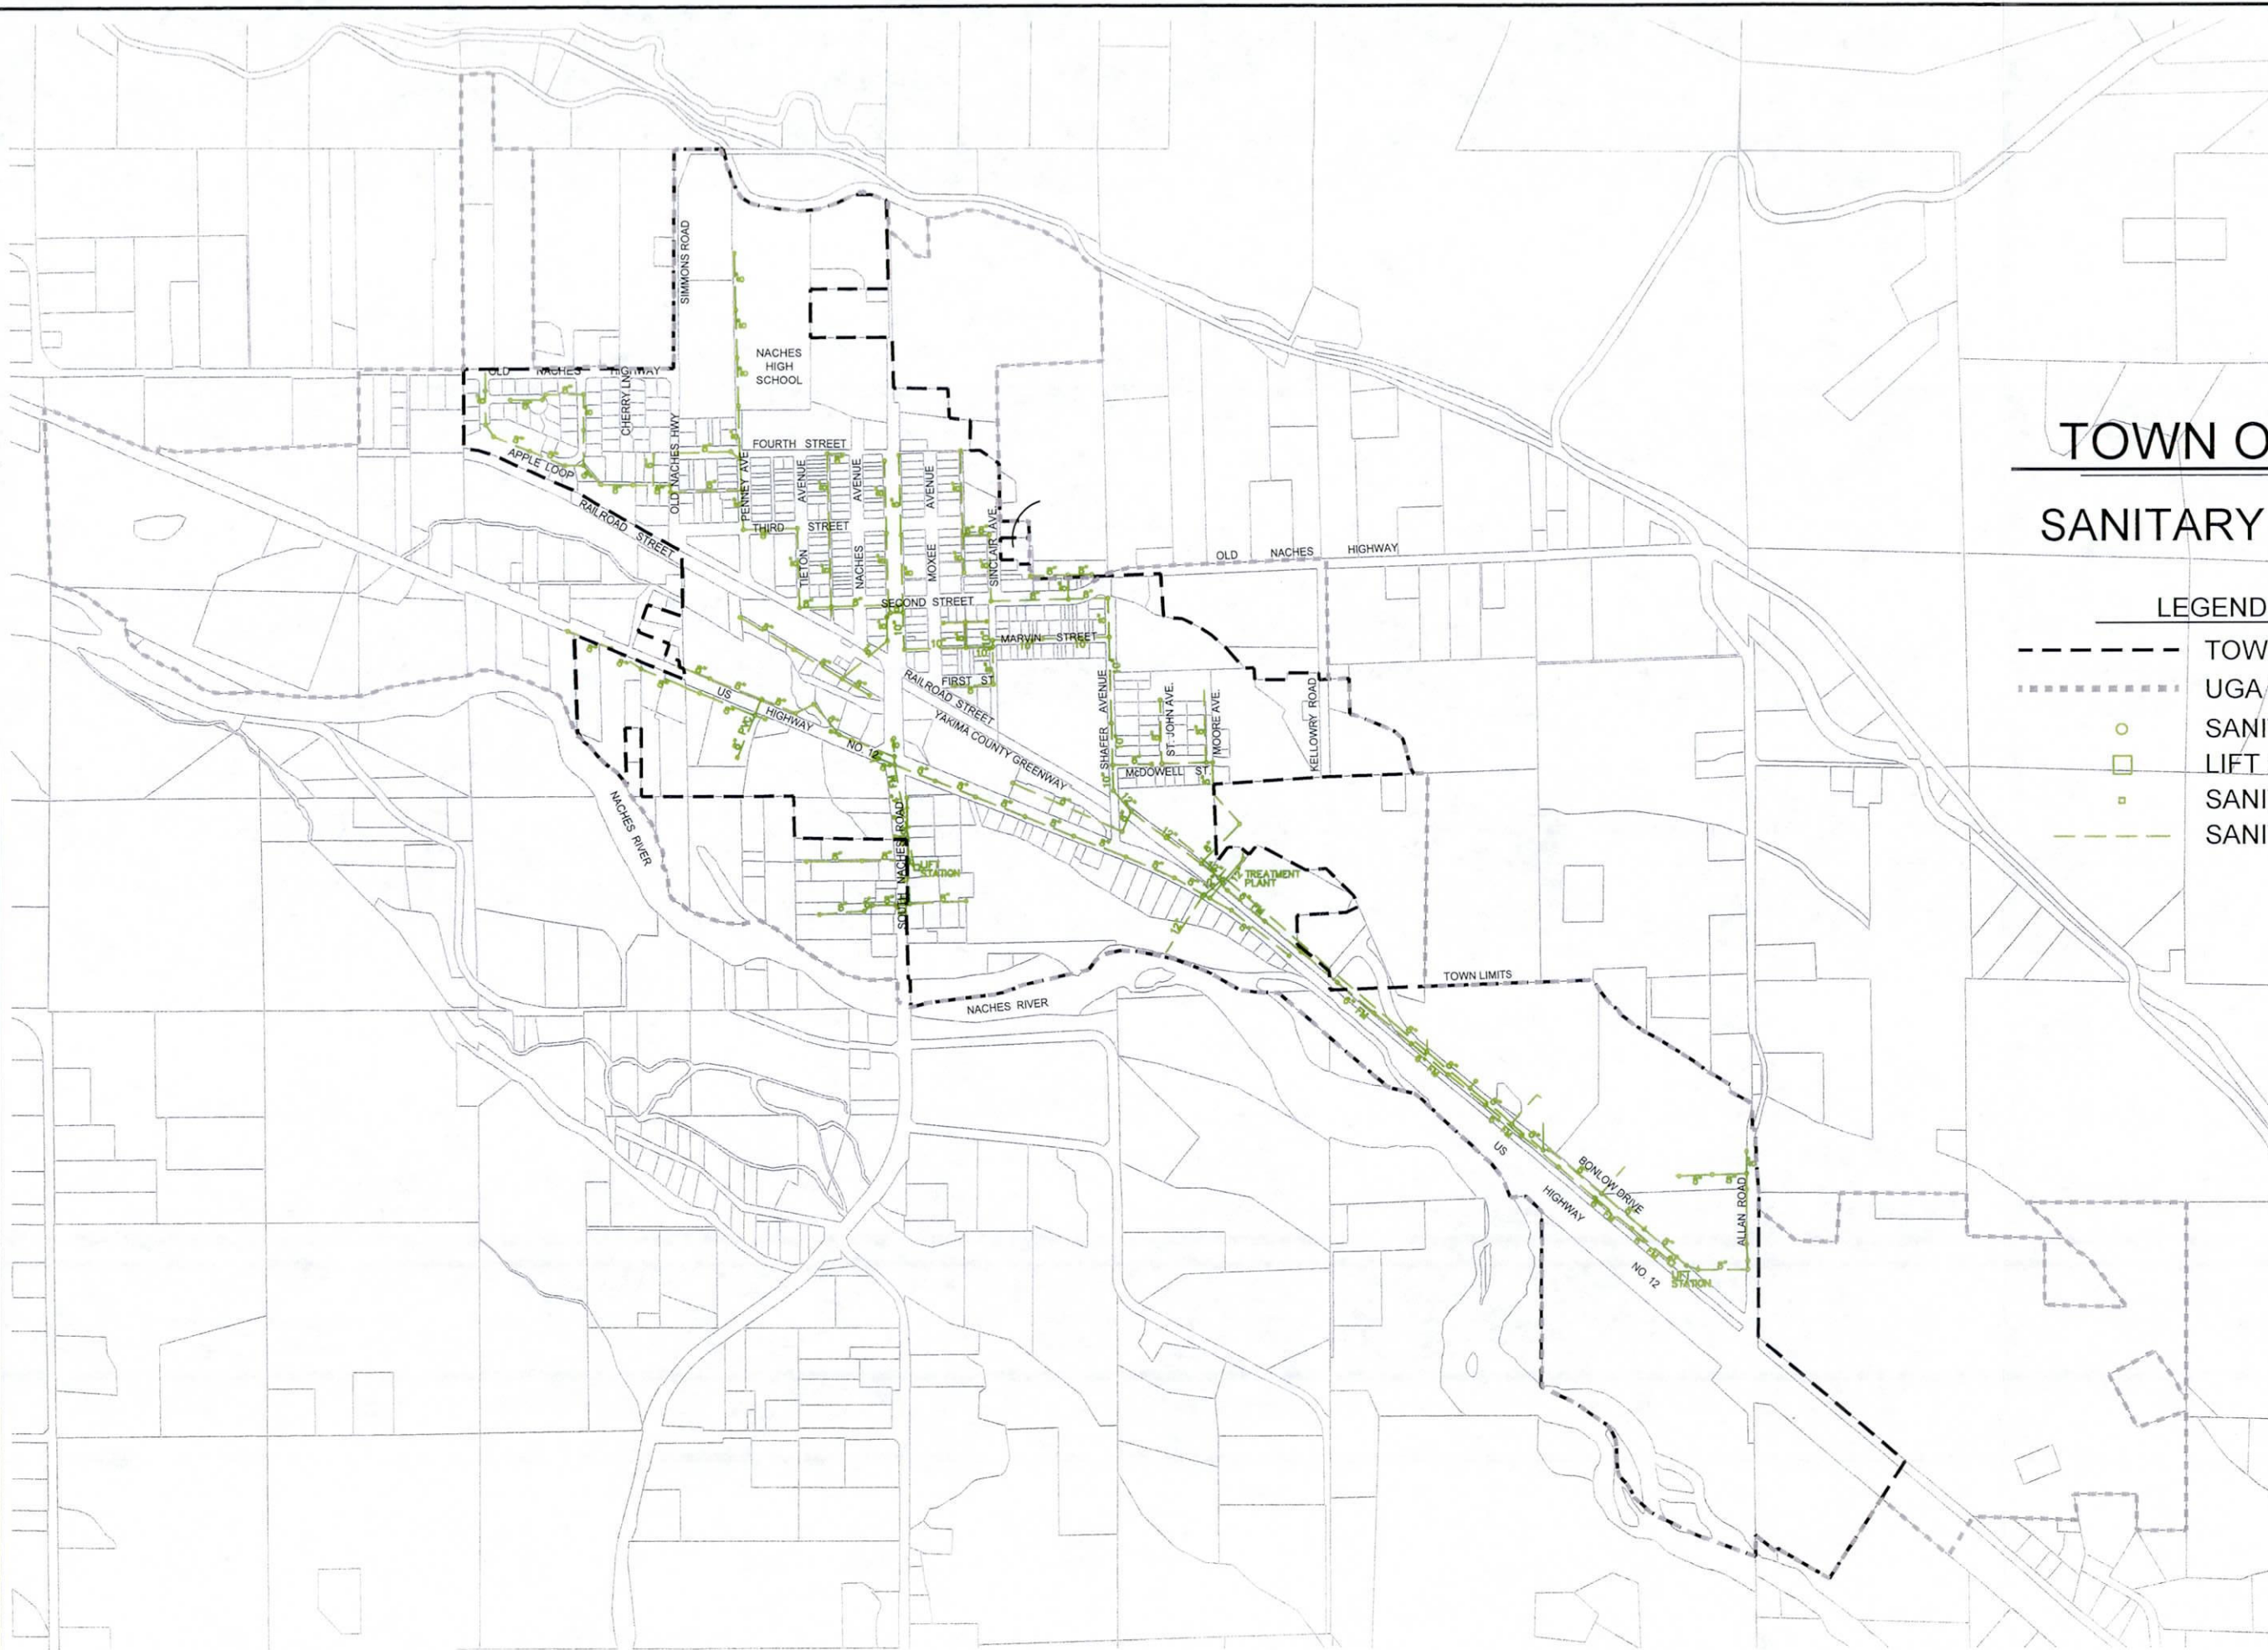 TOWN O
SANITARY
LEGEND
TOW
UGA
SANI
LIFT
SANI
SANI
SIMMONS ROAD
NACHES
HIGH
SCHOOL
OLD NACHES HIGHWAY
CHERRY LN
OLD NACHES HWY
APPLE LOOP
RAILROAD STREET
PENNEY AVE
FOURTH STREET
TIETON AVENUE
NACHES AVENUE
MOXEE AVENUE
SINCLAIR AVE.
THIRD STREET
SECOND STREET
OLD NACHES HIGHWAY
MARVIN STREET
FIRST ST.
RAILROAD STREET
YAKIMA COUNTY GREENWAY
SHAFER AVENUE
ST. JOHN AVE.
MOORE AVE.
McDOWELL ST.
KELLOWRY ROAD
US HIGHWAY NO. 12
8" PVC
NACHES RIVER
SOUTH NACHES ROAD
LIFT
STATION
TREATMENT
PLANT
12"
TOWN LIMITS
NACHES RIVER
US HIGHWAY NO. 12
BONLOW DRIVE
ALLAN ROAD
LIFT
STATION